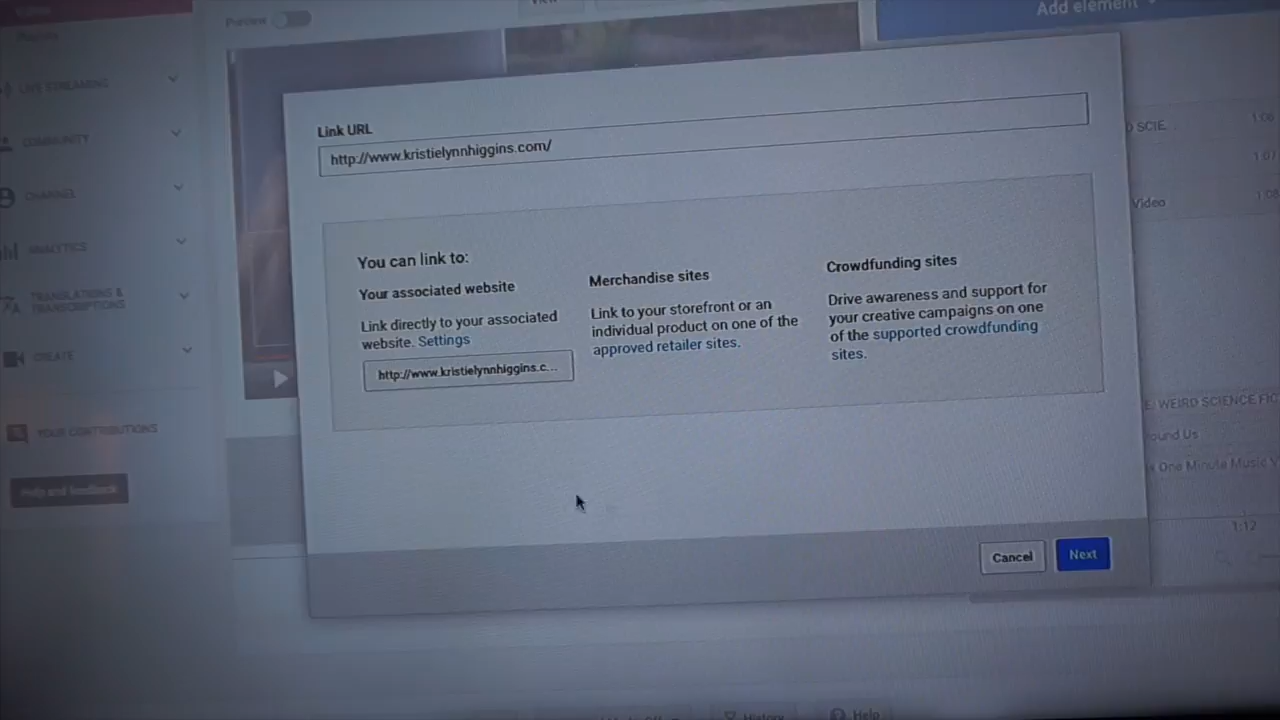 Preview
Add element
LIVE STREAMING
COMMUNITY
CHANNEL
ANALYTICS
TRANSLATIONS &
TRANSCRIPTIONS
CREATE
YOUR CONTRIBUTIONS
Help and feedback
Link URL
http://www.kristielynnhiggins.com/
You can link to:
Your associated website
Link directly to your associated
website. Settings
http://www.kristielynnhiggins.c...
Merchandise sites
Link to your storefront or an
individual product on one of the
approved retailer sites.
Crowdfunding sites
Drive awareness and support for
your creative campaigns on one
of the supported crowdfunding
sites.
Cancel
Next
SCIE...
1:06
1:07
Video
1:08
WEIRD SCIENCE FIC
ound Us
One Minute Music V
1:12
History
Help